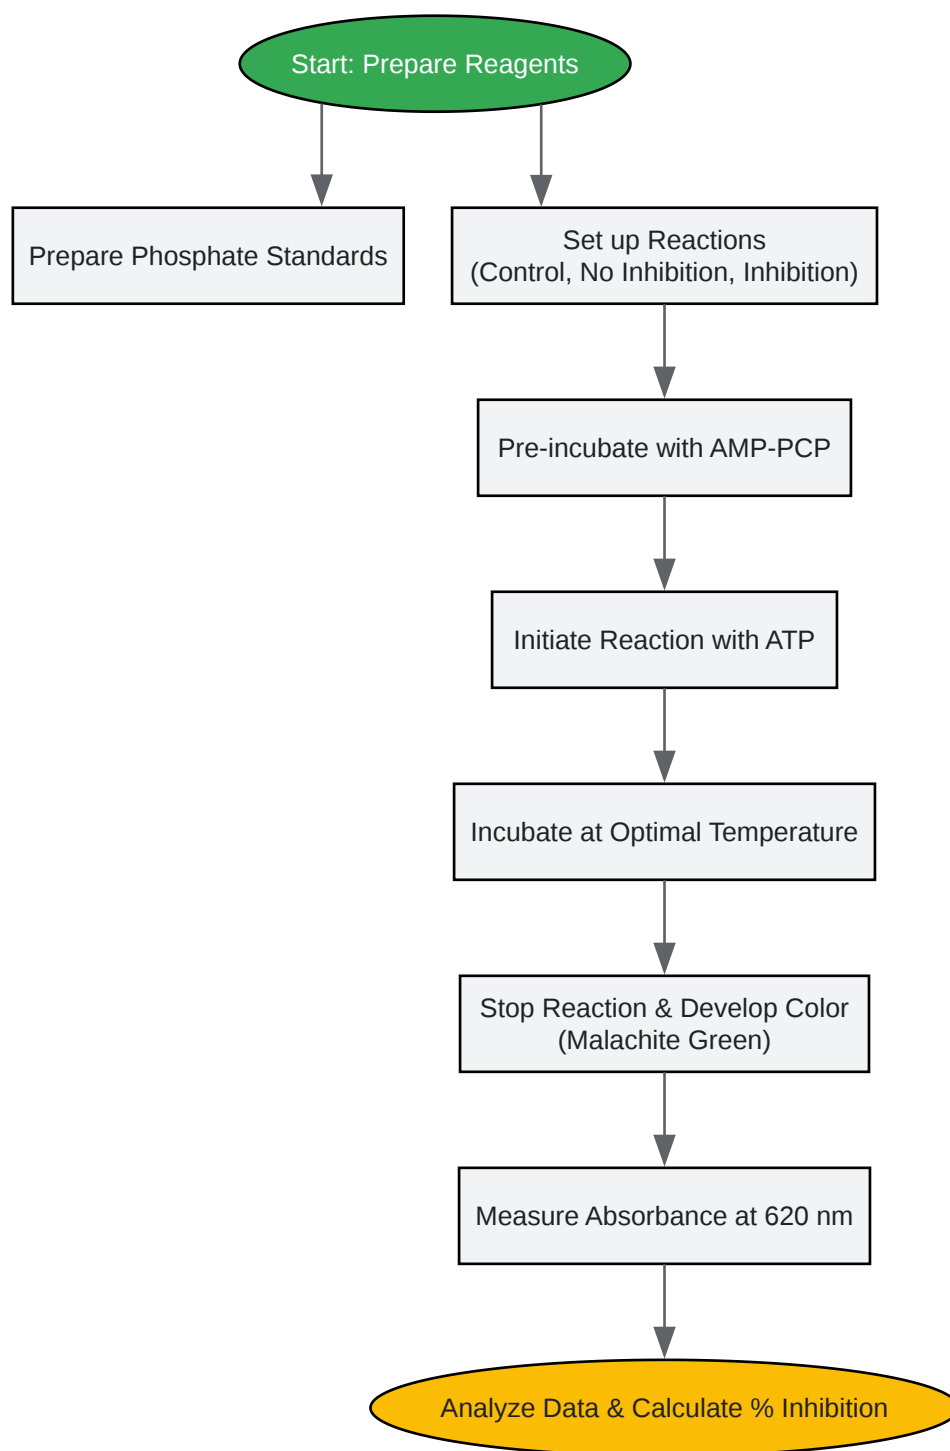 Start: Prepare Reagents
Prepare Phosphate Standards
Set up Reactions
(Control, No Inhibition, Inhibition)
Pre-incubate with AMP-PCP
Initiate Reaction with ATP
Incubate at Optimal Temperature
Stop Reaction & Develop Color
(Malachite Green)
Measure Absorbance at 620 nm
Analyze Data & Calculate % Inhibition